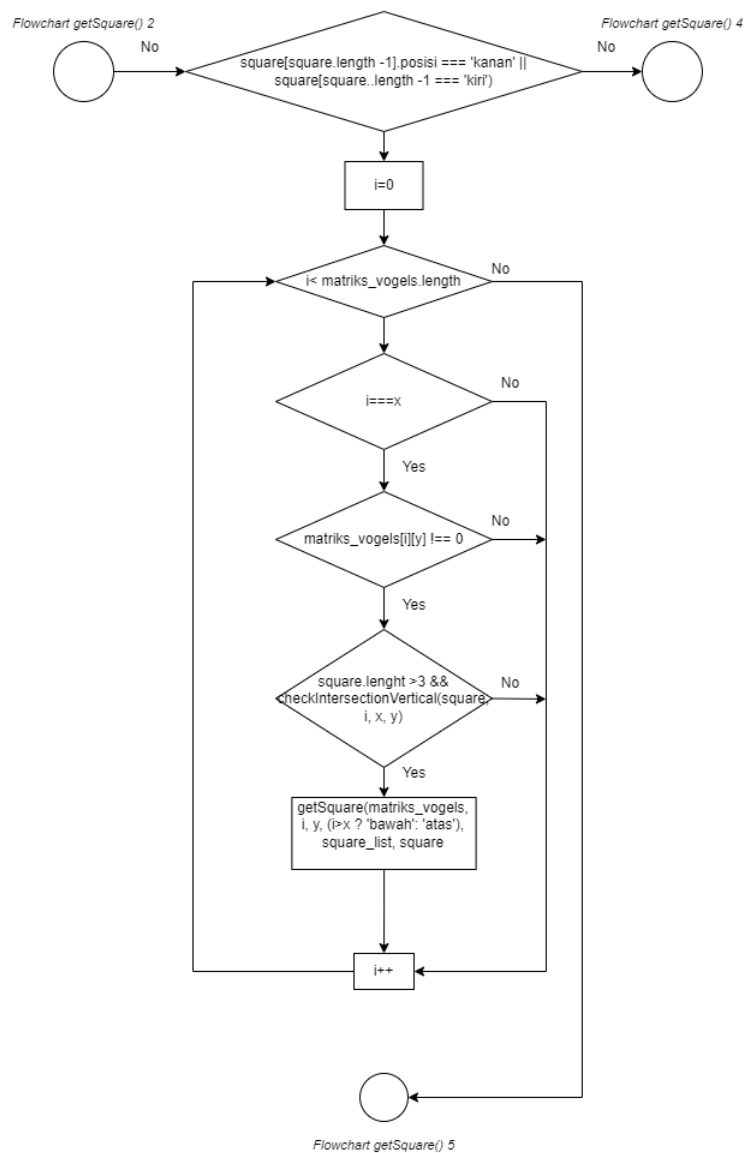 Flowchart getSquare() 2
Flowchart getSquare() 4
No
No
square[square.length -1].posisi === 'kanan' ||
square[square..length -1 === 'kiri')
i=0
No
i< matriks_vogels.length
No
i===x
Yes
No
matriks_vogels[i][y] !== 0
Yes
square.lenght >3 &&
checkIntersectionVertical(square,
i, x, y)
No
Yes
getSquare(matriks_vogels,
i, y, (i>x ? 'bawah': 'atas'),
square_list, square
i++
Flowchart getSquare() 5